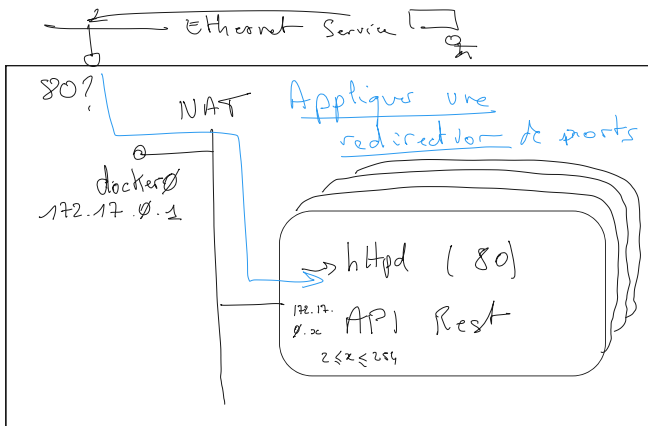 Ethernet Service
80?
NAT
Appliquer une
redirection de ports
docker0
172.17.0.1
httpd (80)
172.17.
0.x
API Rest
2 ≤ x ≤ 254